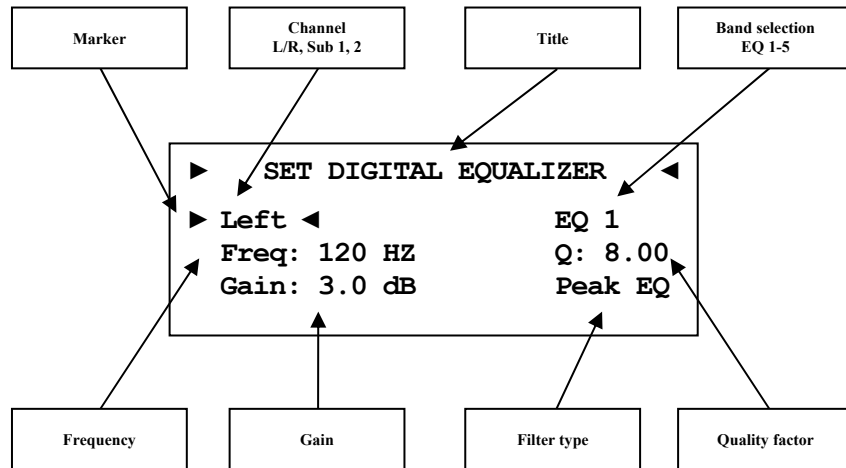 Marker
Channel
L/R, Sub 1, 2
Title
Band selection
EQ 1-5
► SET DIGITAL EQUALIZER ◄
► Left ◄ EQ 1
Freq: 120 HZ Q: 8.00
Gain: 3.0 dB Peak EQ
Frequency
Gain
Filter type
Quality factor